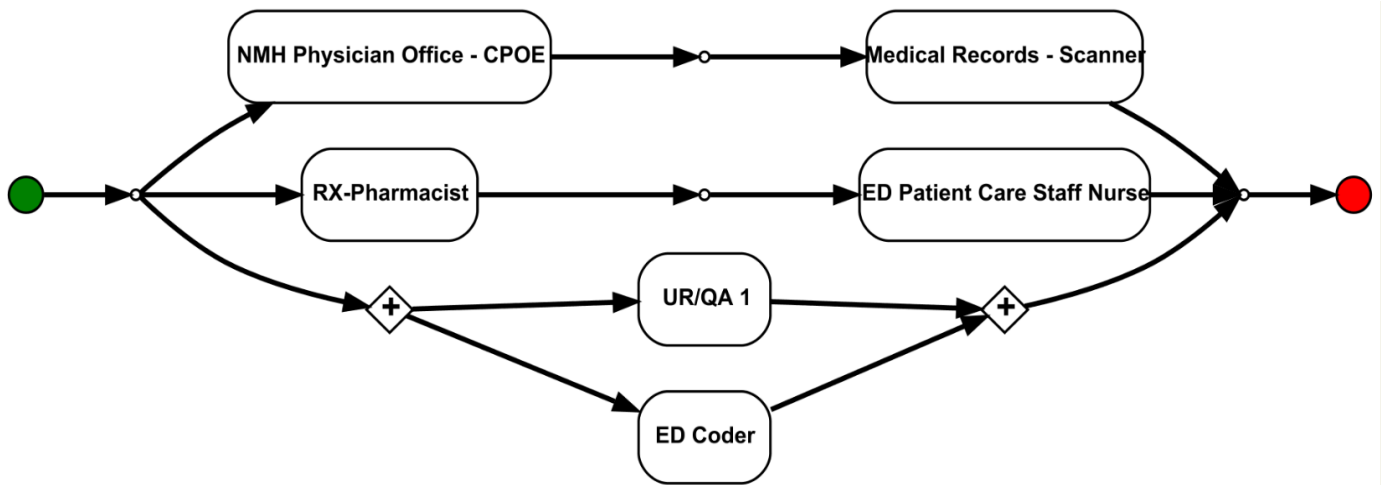 NMH Physician Office - CPOE
Medical Records - Scanner
RX-Pharmacist
ED Patient Care Staff Nurse
+
+
UR/QA 1
ED Coder